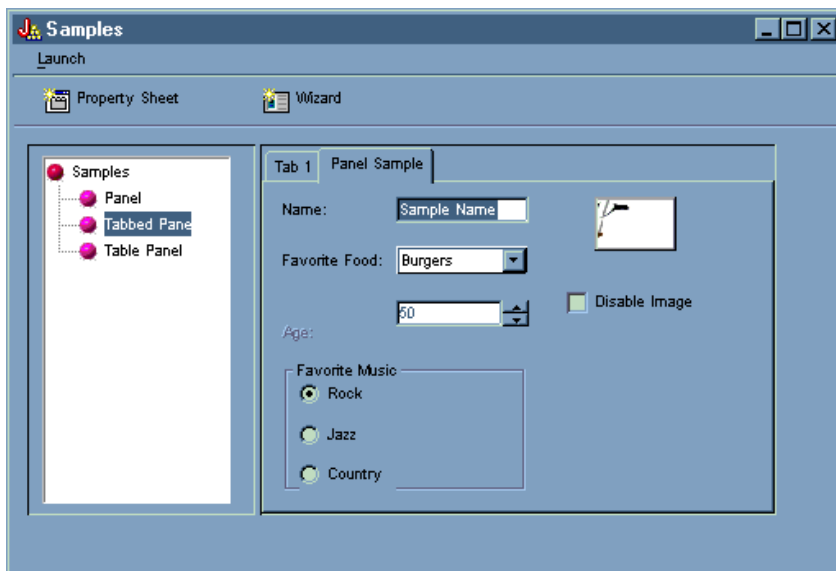 Samples
Launch
Property Sheet Wizard
Samples
Panel
Tabbed Pane
Table Panel
Tab 1 Panel Sample
Name: Sample Name
Favorite Food: Burgers
Age: 50
Disable Image
Favorite Music
Rock
Jazz
Country